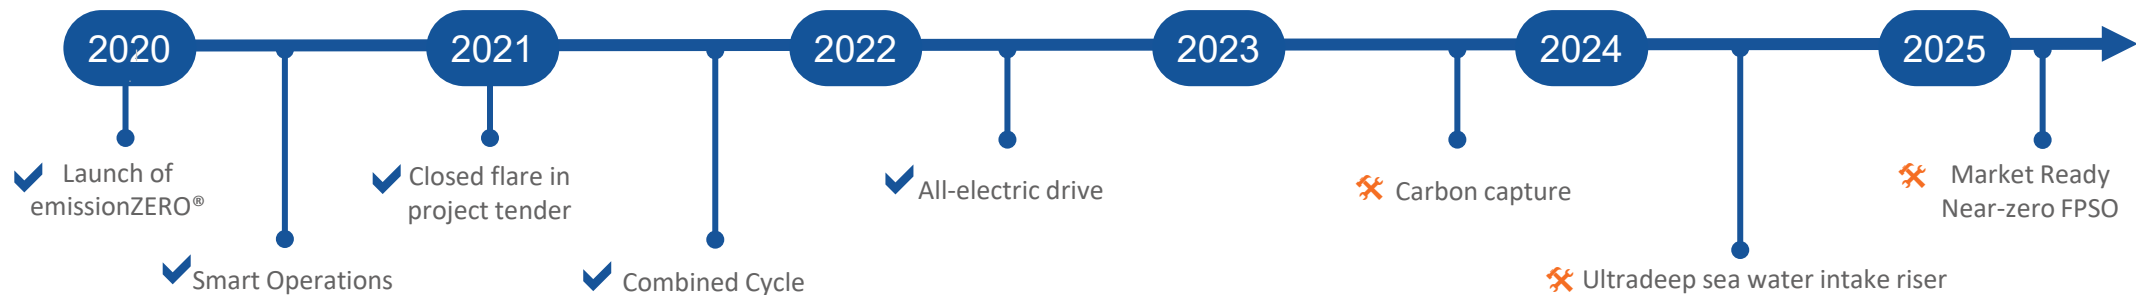 2020
2021
2022
2023
2024
2025
Launch of
emissionZERO®
Smart Operations
Closed flare in
project tender
Combined Cycle
All-electric drive
Carbon capture
Ultradeep sea water intake riser
Market Ready
Near-zero FPSO